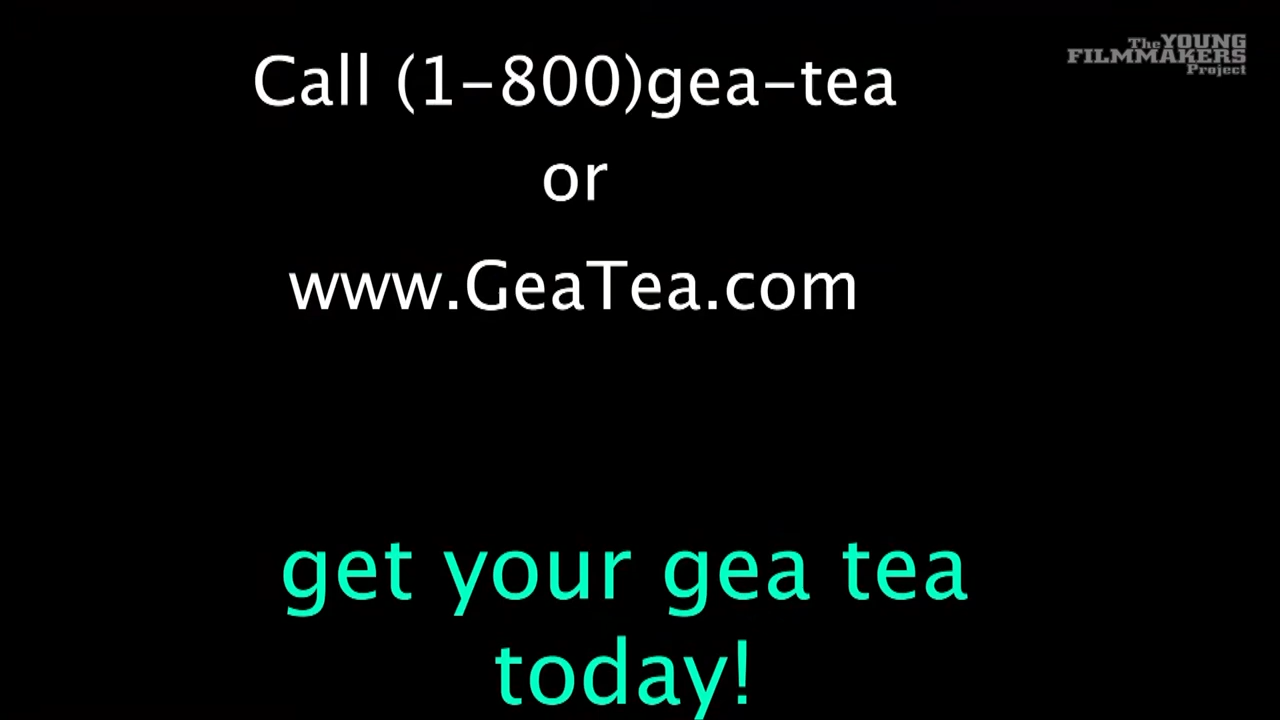 The YOUNG
FILMMAKERS
Project
Call (1-800)gea-tea
or
www.GeaTea.com
get your gea tea
today!